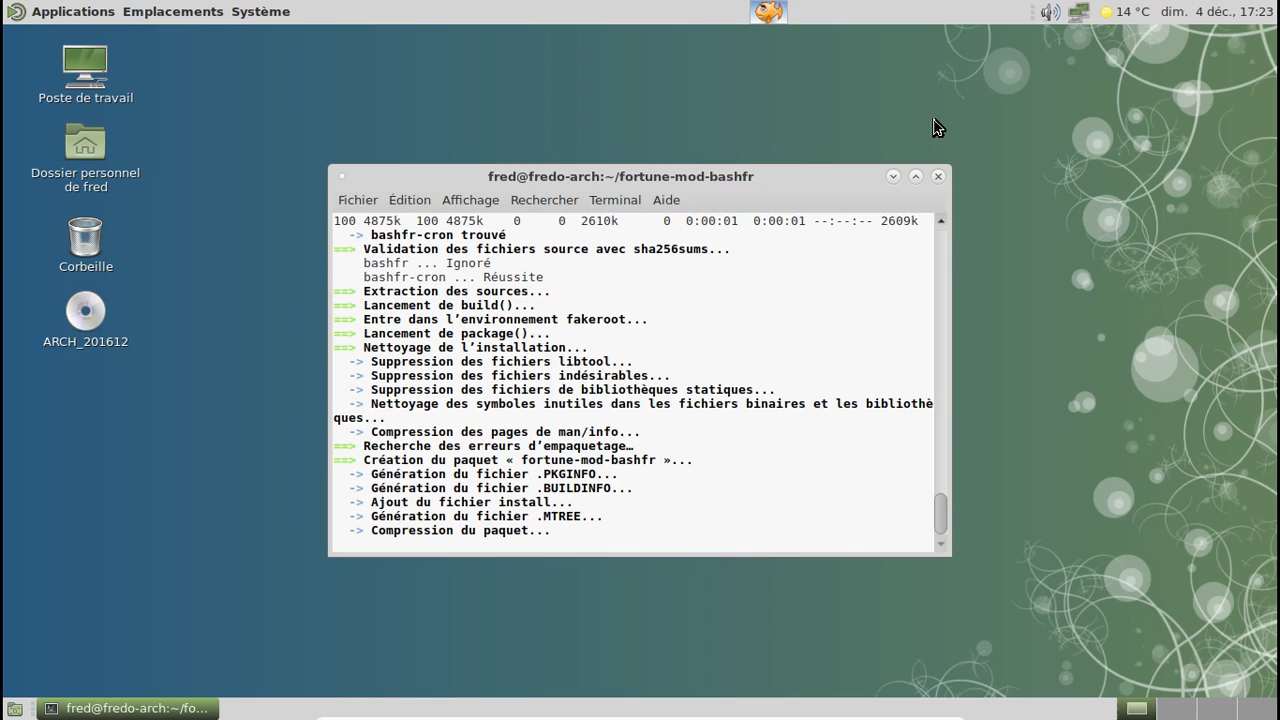 Applications Emplacements Système
14 °C dim. 4 déc., 17:23
Poste de travail
Dossier personnel
de fred
Corbeille
ARCH_201612
fred@fredo-arch:~/fortune-mod-bashfr
Fichier Édition Affichage Rechercher Terminal Aide
100 4875k  100 4875k    0     0  2610k      0  0:00:01  0:00:01 --:--:-- 2609k
  -> bashfr-cron trouvé
==> Validation des fichiers source avec sha256sums...
    bashfr ... Ignoré
    bashfr-cron ... Réussite
==> Extraction des sources...
==> Lancement de build()...
==> Entre dans l’environnement fakeroot...
==> Lancement de package()...
==> Nettoyage de l’installation...
  -> Suppression des fichiers libtool...
  -> Suppression des fichiers indésirables...
  -> Suppression des fichiers de bibliothèques statiques...
  -> Nettoyage des symboles inutiles dans les fichiers binaires et les bibliothè
ques...
  -> Compression des pages de man/info...
==> Recherche des erreurs d’empaquetage…
==> Création du paquet « fortune-mod-bashfr »...
  -> Génération du fichier .PKGINFO...
  -> Génération du fichier .BUILDINFO...
  -> Ajout du fichier install...
  -> Génération du fichier .MTREE...
  -> Compression du paquet...
fred@fredo-arch:~/fo...